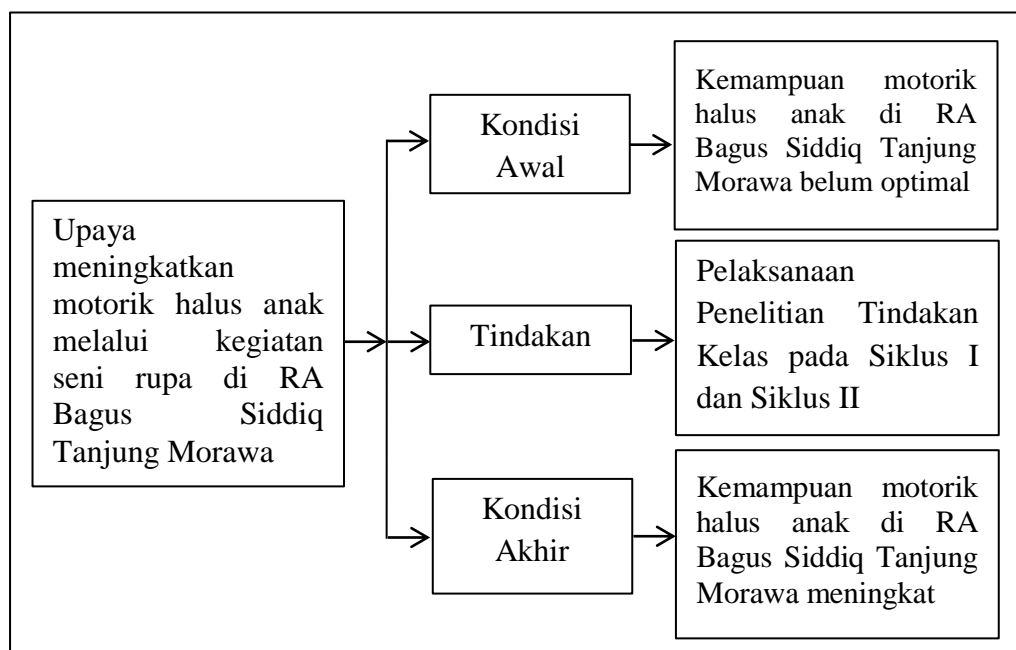 Upaya
meningkatkan
motorik halus anak
melalui kegiatan
seni rupa di RA
Bagus Siddiq
Tanjung Morawa
Kondisi
Awal
Kemampuan motorik
halus anak di RA
Bagus Siddiq Tanjung
Morawa belum optimal
Tindakan
Pelaksanaan
Penelitian Tindakan
Kelas pada Siklus I
dan Siklus II
Kondisi
Akhir
Kemampuan motorik
halus anak di RA
Bagus Siddiq Tanjung
Morawa meningkat